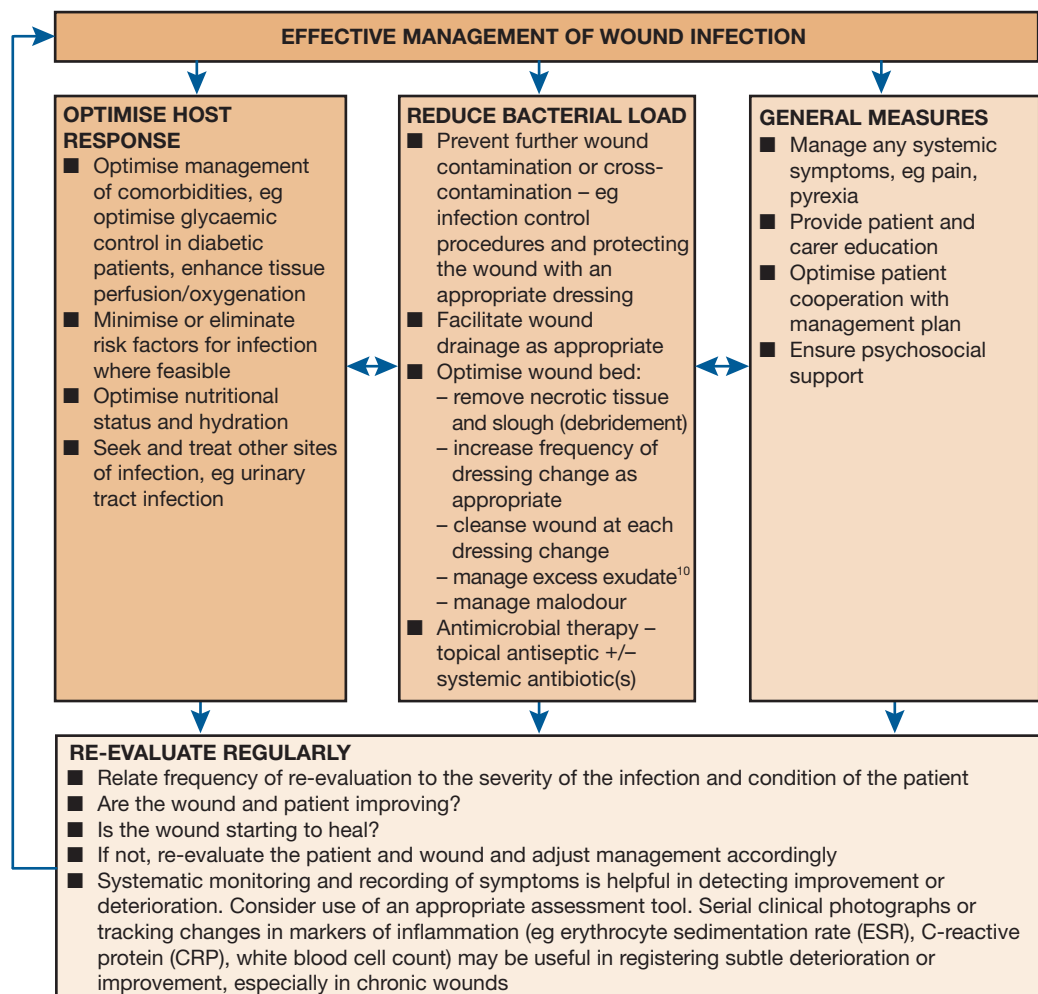 EFFECTIVE MANAGEMENT OF WOUND INFECTION
OPTIMISE HOST
RESPONSE
■ Optimise management
of comorbidities, eg
optimise glycaemic
control in diabetic
patients, enhance tissue
perfusion/oxygenation
■ Minimise or eliminate
risk factors for infection
where feasible
■ Optimise nutritional
status and hydration
■ Seek and treat other sites
of infection, eg urinary
tract infection
REDUCE BACTERIAL LOAD
■ Prevent further wound
contamination or cross-
contamination – eg
infection control
procedures and protecting
the wound with an
appropriate dressing
■ Facilitate wound
drainage as appropriate
■ Optimise wound bed:
– remove necrotic tissue
and slough (debridement)
– increase frequency of
dressing change as
appropriate
– cleanse wound at each
dressing change
– manage excess exudate¹⁰
– manage malodour
■ Antimicrobial therapy –
topical antiseptic +/–
systemic antibiotic(s)
GENERAL MEASURES
■ Manage any systemic
symptoms, eg pain,
pyrexia
■ Provide patient and
carer education
■ Optimise patient
cooperation with
management plan
■ Ensure psychosocial
support
RE-EVALUATE REGULARLY
■ Relate frequency of re-evaluation to the severity of the infection and condition of the patient
■ Are the wound and patient improving?
■ Is the wound starting to heal?
■ If not, re-evaluate the patient and wound and adjust management accordingly
■ Systematic monitoring and recording of symptoms is helpful in detecting improvement or
deterioration. Consider use of an appropriate assessment tool. Serial clinical photographs or
tracking changes in markers of inflammation (eg erythrocyte sedimentation rate (ESR), C-reactive
protein (CRP), white blood cell count) may be useful in registering subtle deterioration or
improvement, especially in chronic wounds